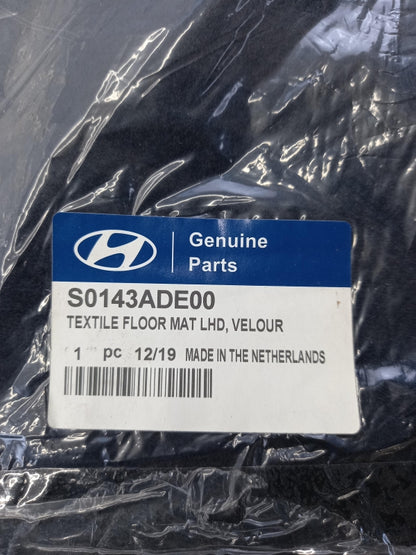 Genuine
Parts
S0143ADE00
TEXTILE FLOOR MAT LHD, VELOUR
1 pc 12/19 MADE IN THE NETHERLANDS